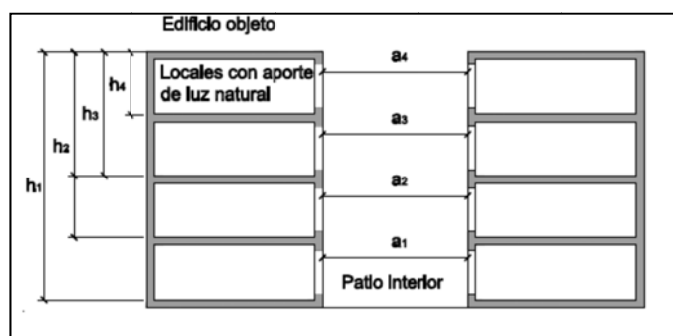 Edificio objeto
Locales con aporte
de luz natural
h4
h3
h2
h1
a4
a3
a2
a1
Patio Interior